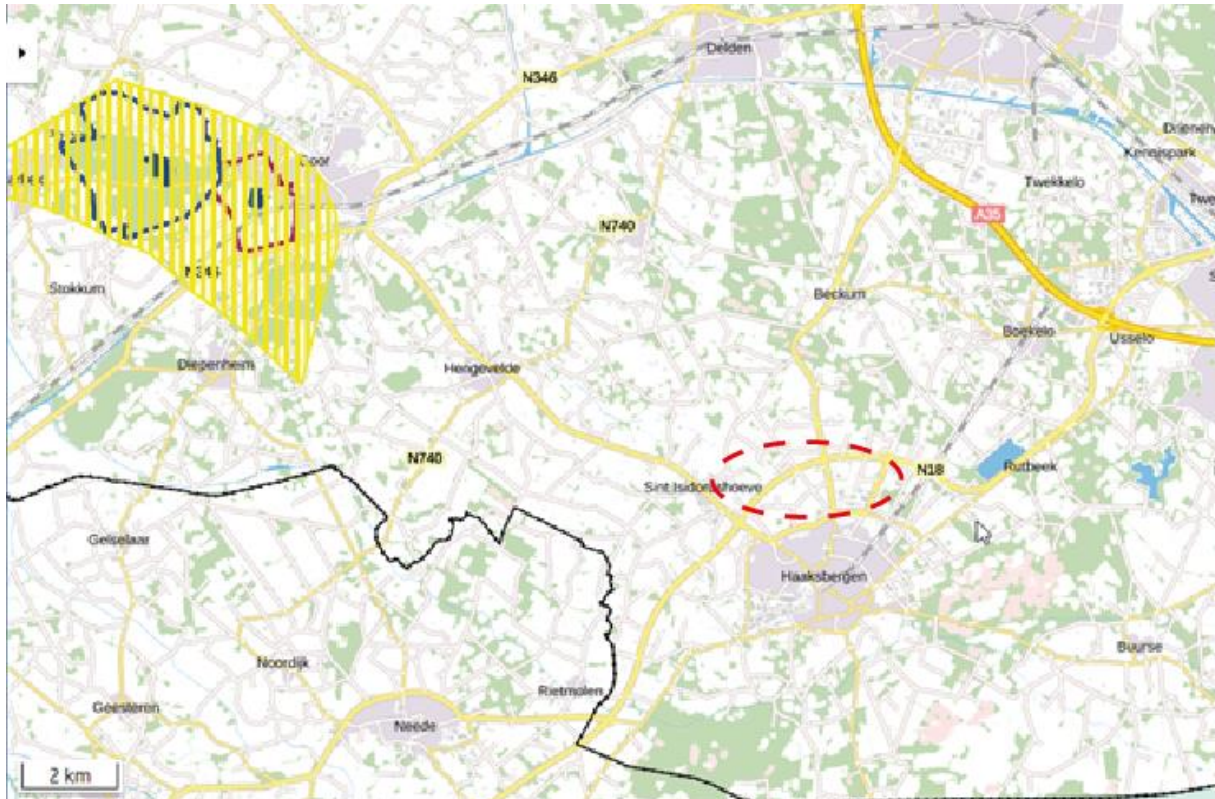 Delden
N346
Kennispark
Twekkelo
A35
N740
Stokkum
Beckum
Boekelo
Usselo
Diepenheim
Hengevelde
N740
N18
Rutbeek
Haaksbergen
Gelselaar
Buurse
Noordijk
Rietmolen
Geesteren
Neede
2 km